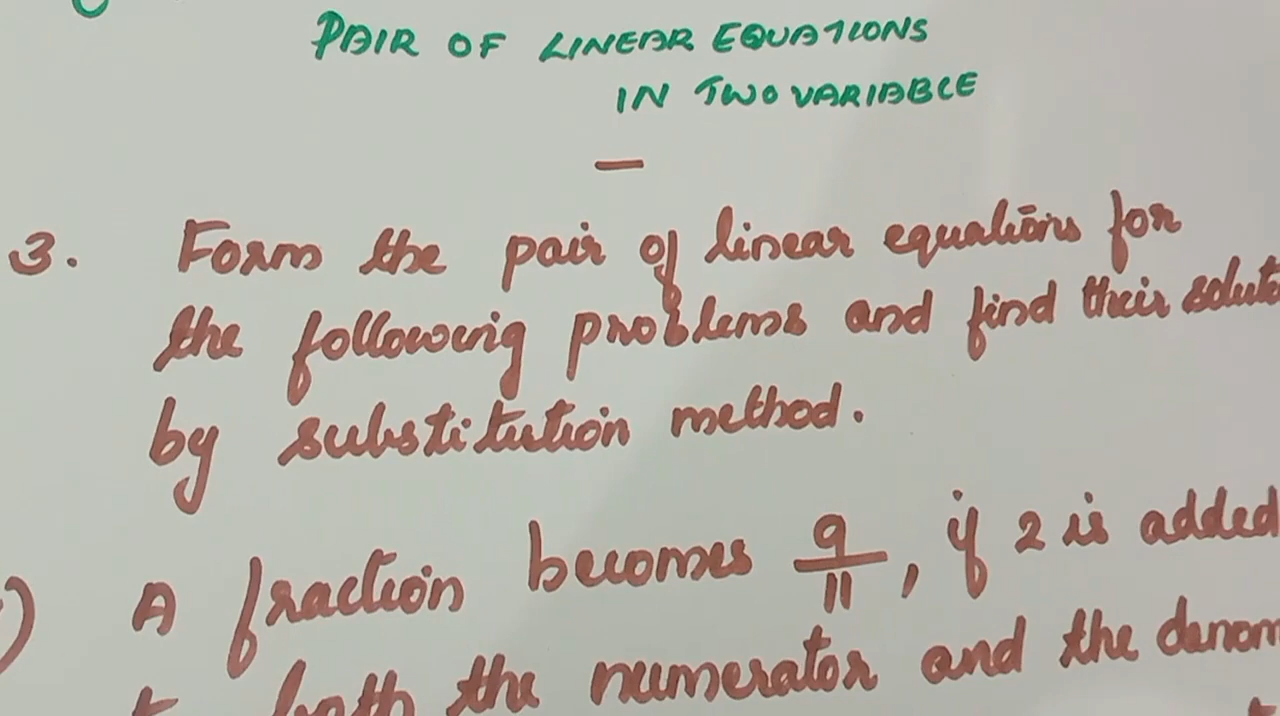 PAIR OF LINEAR EQUATIONS
IN TWO VARIABLE
3. Form the pair of linear equations for
the following problems and find their
by substitution method.
) A fraction becomes 9/11, if 2 is added
both the numerator and the